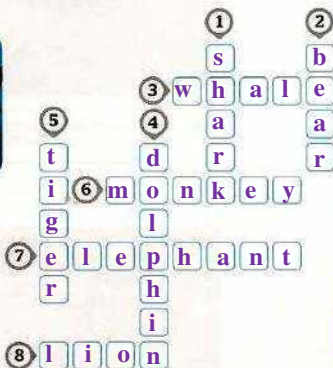 1 2
s b
3 w h a l e
5 4 a a
t d r r
i 6 m o n k e y
g l
7 e l e p h a n t
r h
i
8 l i o n